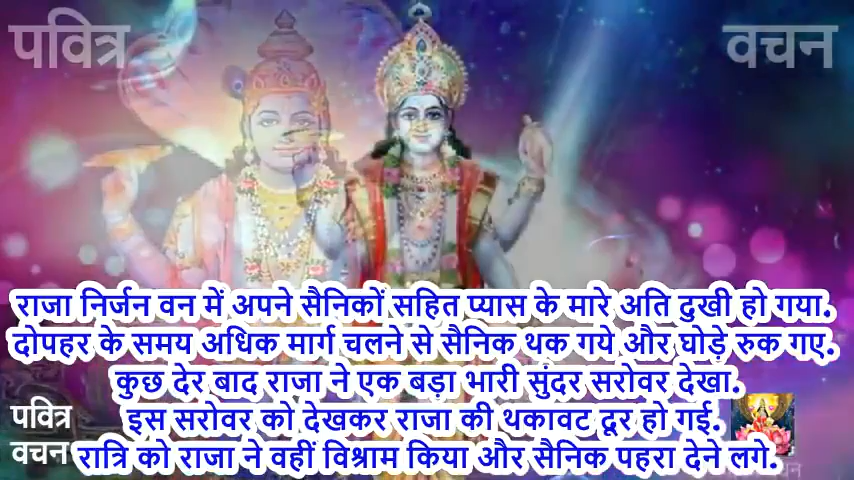 पवित्र वचन
राजा निर्जन वन में अपने सैनिकों सहित प्यास के मारे अति दुखी हो गया.
दोपहर के समय अधिक मार्ग चलने से सैनिक थक गये और घोड़े रुक गए.
कुछ देर बाद राजा ने एक बड़ा भारी सुंदर सरोवर देखा.
इस सरोवर को देखकर राजा की थकावट दूर हो गई.
रात्रि को राजा ने वहीं विश्राम किया और सैनिक पहरा देने लगे.
पवित्र
वचन